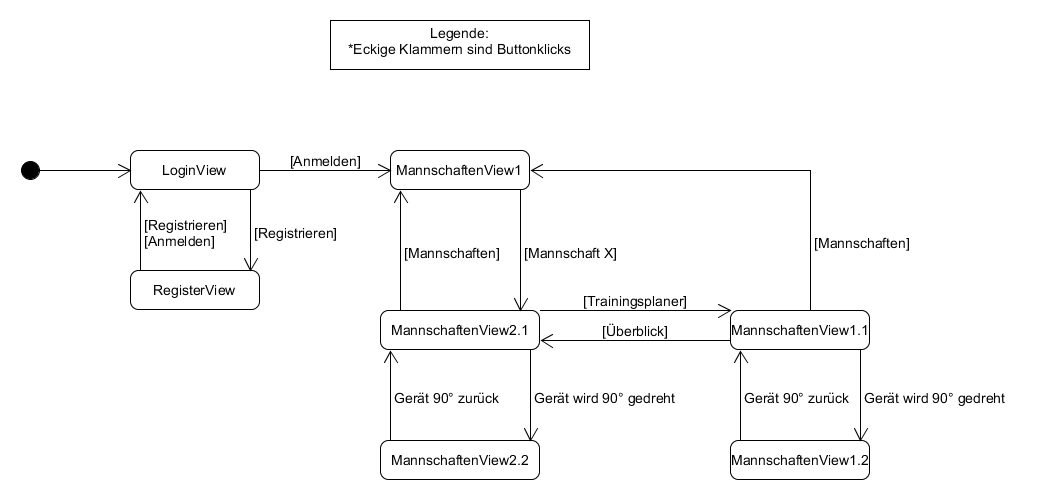 Legende:
*Eckige Klammern sind Buttonklicks
LoginView
[Anmelden]
MannschaftenView1
[Registrieren]
[Anmelden]
[Registrieren]
[Mannschaften]
[Mannschaft X]
[Mannschaften]
RegisterView
[Trainingsplaner]
MannschaftenView2.1
[Überblick]
MannschaftenView1.1
Gerät 90° zurück
Gerät wird 90° gedreht
Gerät 90° zurück
Gerät wird 90° gedreht
MannschaftenView2.2
MannschaftenView1.2